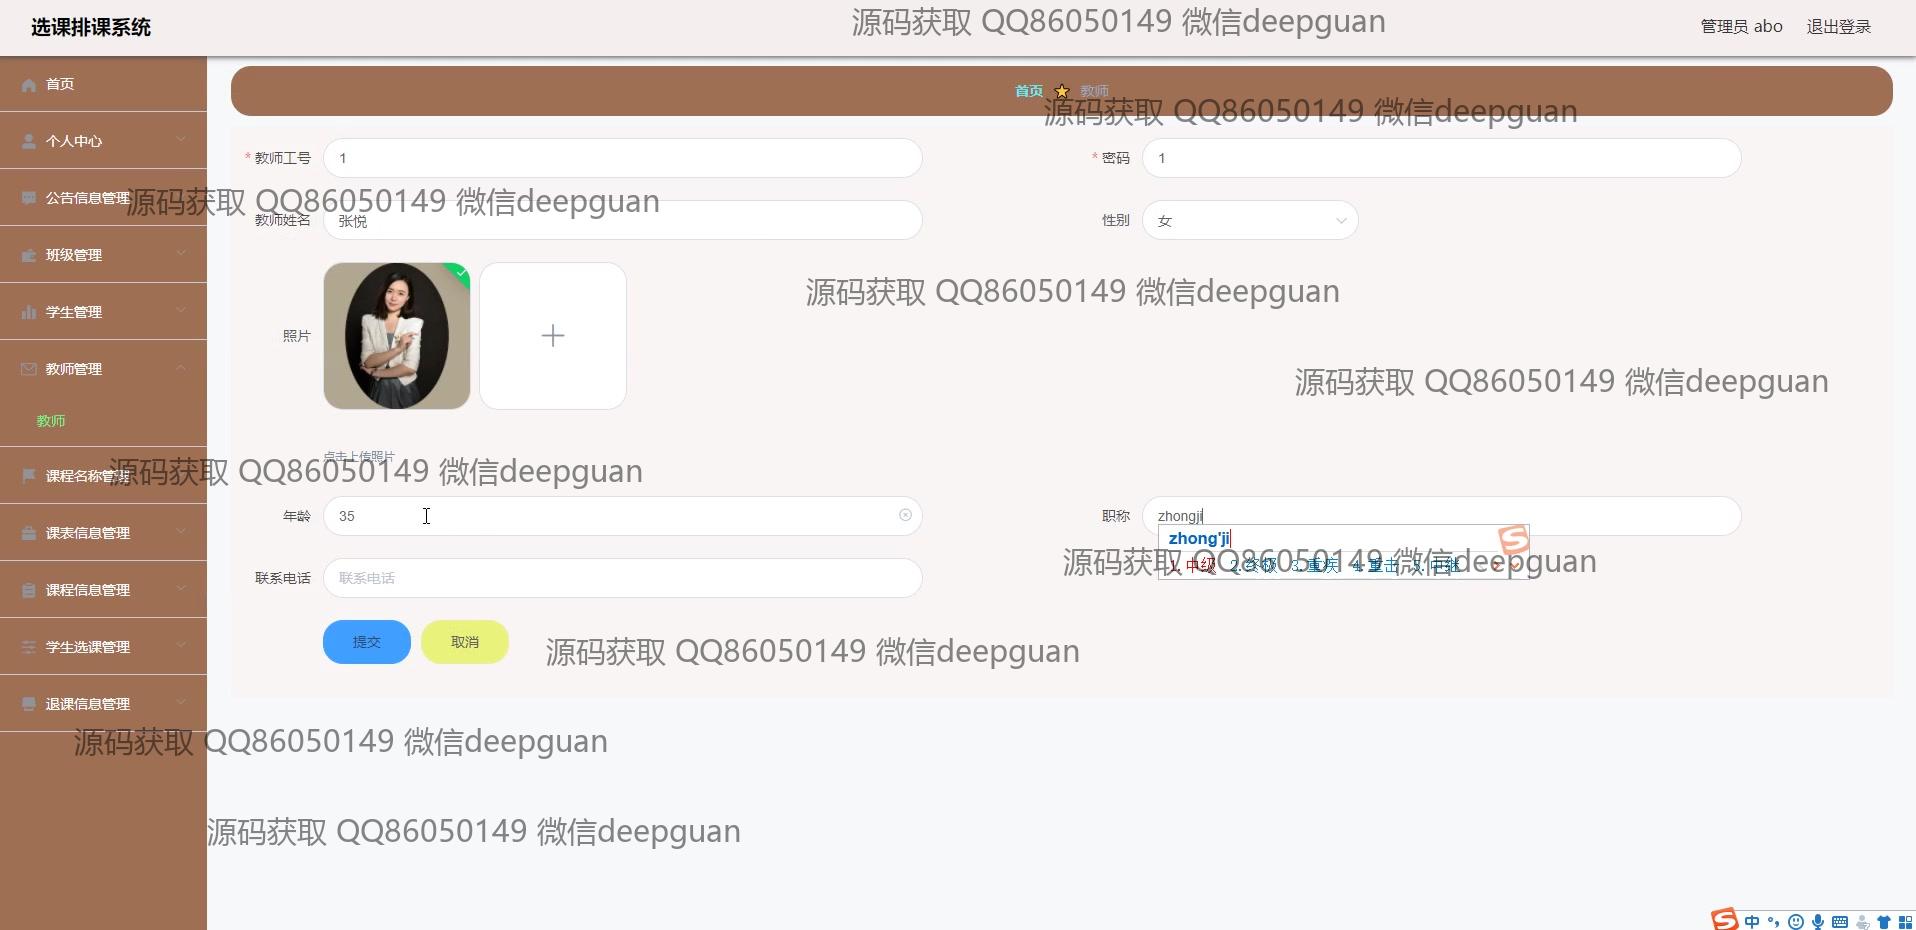 选课排课系统
源码获取 QQ86050149 微信deepguan
管理员 abo
退出登录
首页
首页
教师
源码获取 QQ86050149 微信deepguan
个人中心
* 教师工号
1
* 密码
1
公告信息管理
源码获取 QQ86050149 微信deepguan
教师姓名
张悦
性别
女
班级管理
源码获取 QQ86050149 微信deepguan
学生管理
照片
教师管理
源码获取 QQ86050149 微信deepguan
教师
点击上传照片
课程名称管理
源码获取 QQ86050149 微信deepguan
年龄
35
职称
zhongji
课表信息管理
zhong'ji
源码获取 QQ86050149 微信deepguan
1.中级 2.终极 3.重疾 4.重击 5.中继
联系电话
联系电话
课程信息管理
提交
取消
学生选课管理
源码获取 QQ86050149 微信deepguan
退课信息管理
源码获取 QQ86050149 微信deepguan
源码获取 QQ86050149 微信deepguan
中